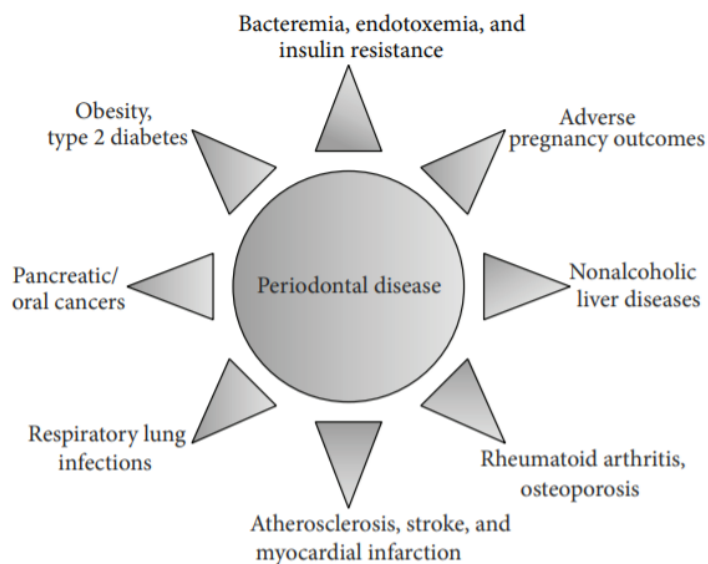 Bacteremia, endotoxemia, and
insulin resistance
Obesity,
type 2 diabetes
Adverse
pregnancy outcomes
Pancreatic/
oral cancers
Periodontal disease
Nonalcoholic
liver diseases
Respiratory lung
infections
Rheumatoid arthritis,
osteoporosis
Atherosclerosis, stroke, and
myocardial infarction